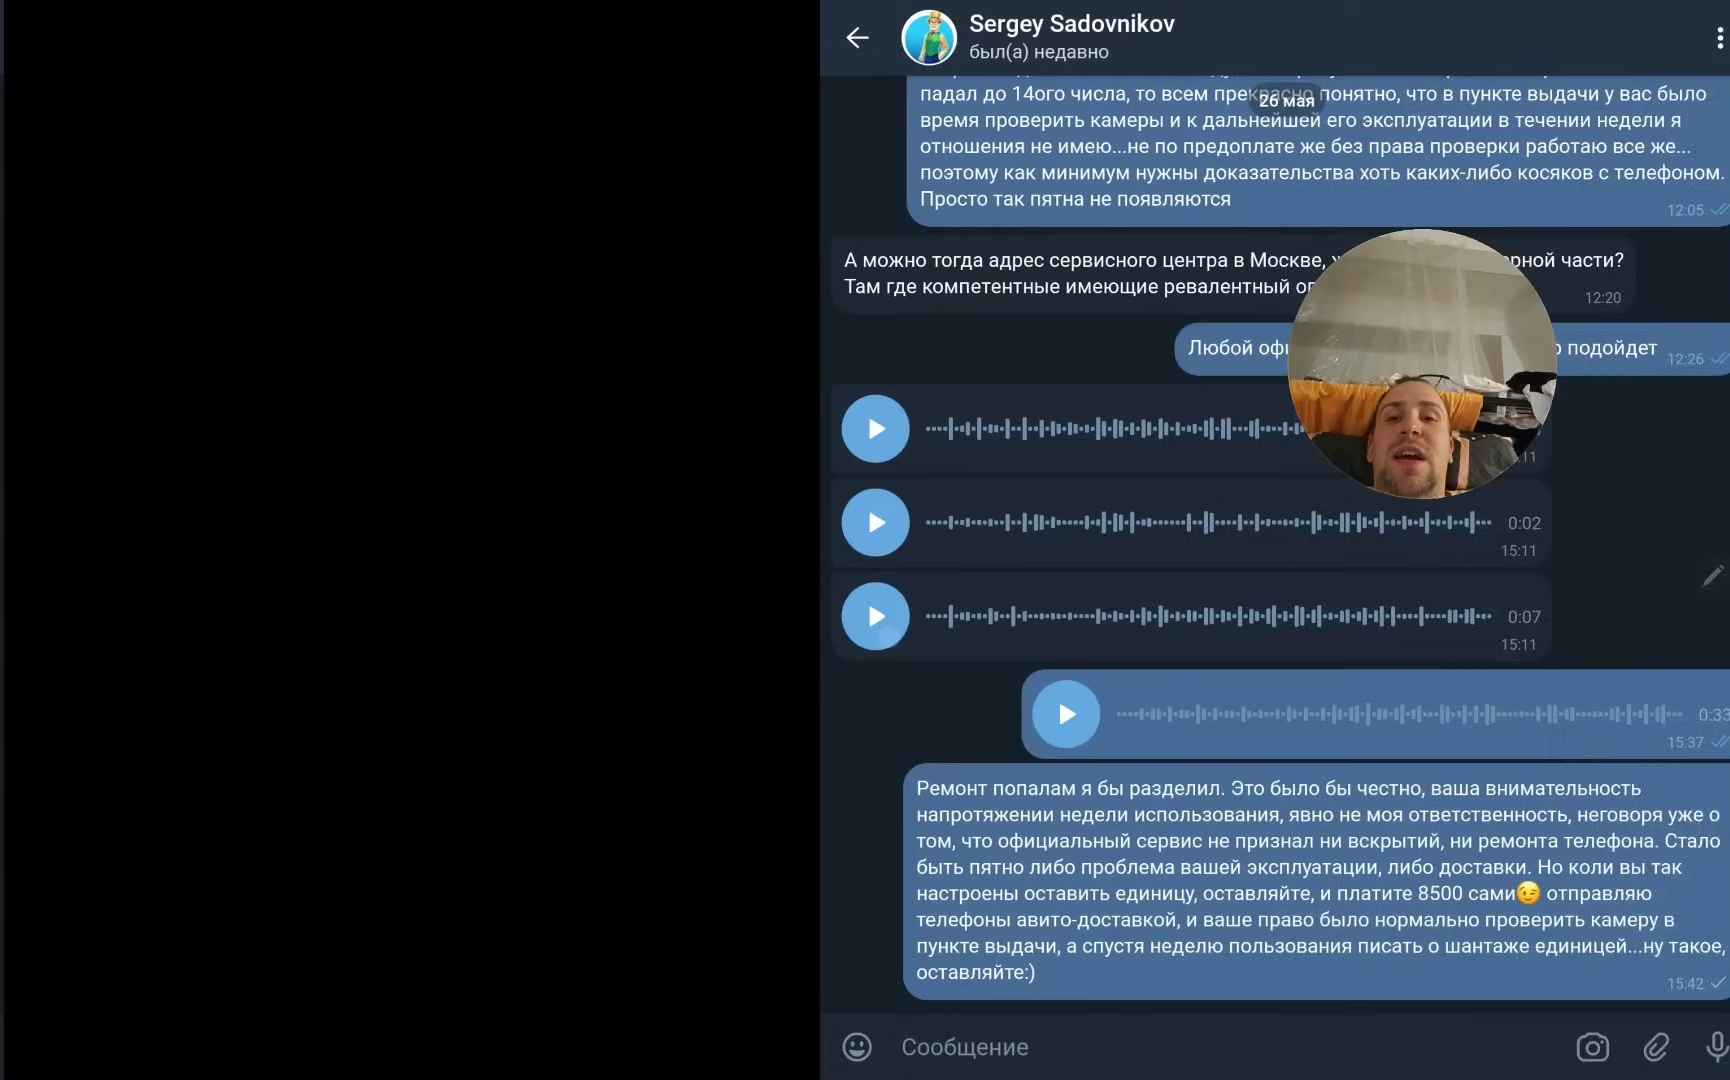 Sergey Sadovnikov
был(а) недавно
падал до 14ого числа, то всем прекрасно понятно, что в пункте выдачи у вас было
26 мая
время проверить камеры и к дальнейшей его эксплуатации в течении недели я
отношения не имею...не по предоплате же без права проверки работаю все же...
поэтому как минимум нужны доказательства хоть каких-либо косяков с телефоном.
Просто так пятна не появляются
12:05
А можно тогда адрес сервисного центра в Москве, части?
Там где компетентные имеющие ревалентный
12:20
Любой подойдет
12:26
0:02
15:11
0:07
15:11
0:33
15:37
Ремонт попалам я бы разделил. Это было бы честно, ваша внимательность
напротяжении недели использования, явно не моя ответственность, неговоря уже о
том, что официальный сервис не признал ни вскрытий, ни ремонта телефона. Стало
быть пятно либо проблема вашей эксплуатации, либо доставки. Но коли вы так
настроены оставить единицу, оставляйте, и платите 8500 сами😉 отправляю
телефоны авито-доставкой, и ваше право было нормально проверить камеру в
пункте выдачи, а спустя неделю пользования писать о шантаже единицей...ну такое,
оставляйте:)
15:42
Сообщение